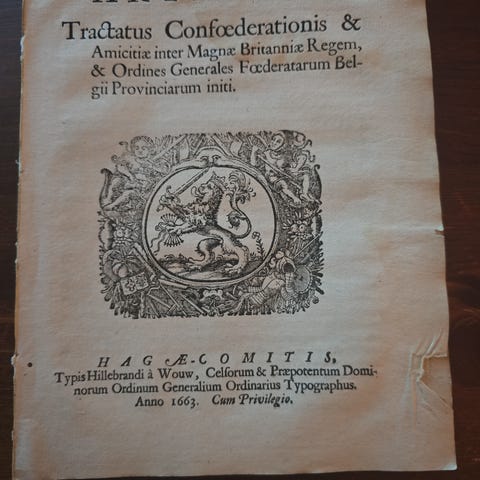 Tractatus Confœderationis &
Amicitiæ inter Magnæ Britanniæ Regem,
& Ordines Generales Fœderatarum Bel-
gii Provinciarum initi.
HAGÆ-COMITIS,
Typis Hillebrandi à Wouw, Celsorum & Præpotentum Domi-
norum Ordinum Generalium Ordinarius Typographus.
Anno 1663. Cum Privilegio.